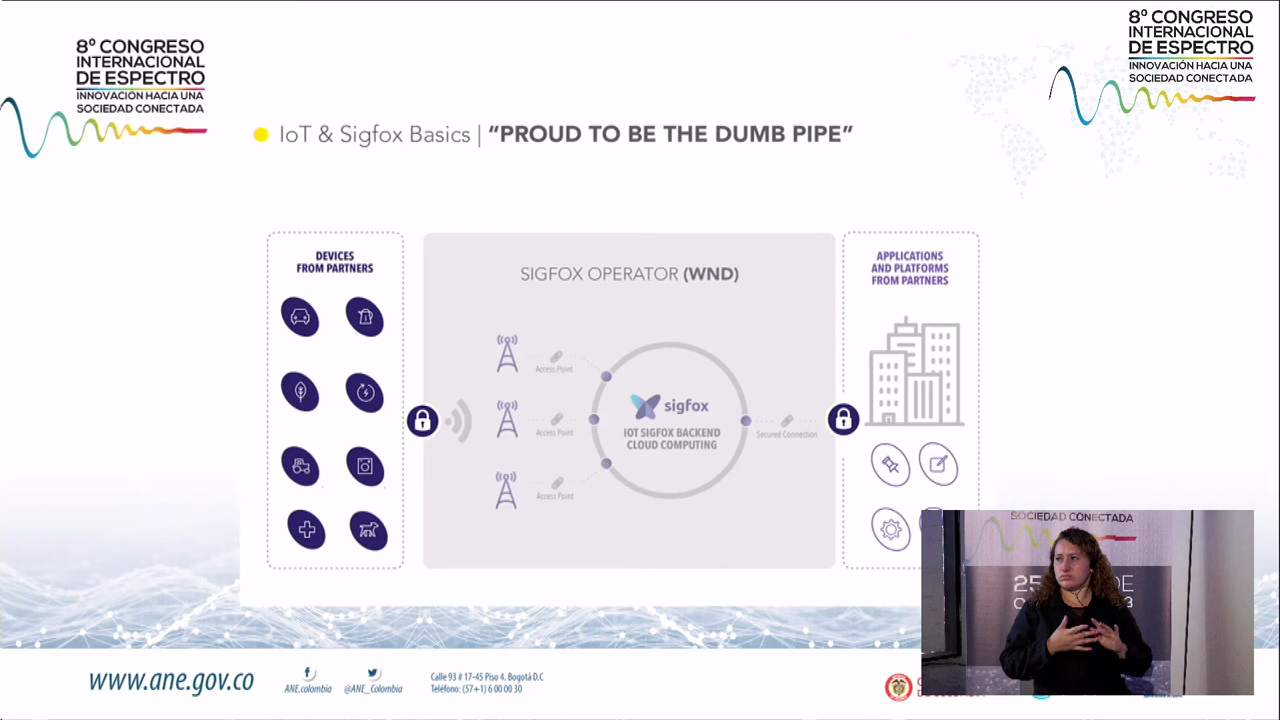 8º CONGRESO
INTERNACIONAL
DE ESPECTRO
INNOVACIÓN HACIA UNA
SOCIEDAD CONECTADA
8º CONGRESO
INTERNACIONAL
DE ESPECTRO
INNOVACIÓN HACIA UNA
SOCIEDAD CONECTADA
IoT & Sigfox Basics | “PROUD TO BE THE DUMB PIPE”
DEVICES
FROM PARTNERS
SIGFOX OPERATOR (WND)
Access Point
Access Point
Access Point
sigfox
IOT SIGFOX BACKEND
CLOUD COMPUTING
Secured Connection
APPLICATIONS
AND PLATFORMS
FROM PARTNERS
SOCIEDAD CONECTADA
25
DE
www.ane.gov.co
ANE.colombia
@ANE_Colombia
Calle 93 # 17-45 Piso 4. Bogotá D.C
Teléfono: (57+1) 6 00 00 30